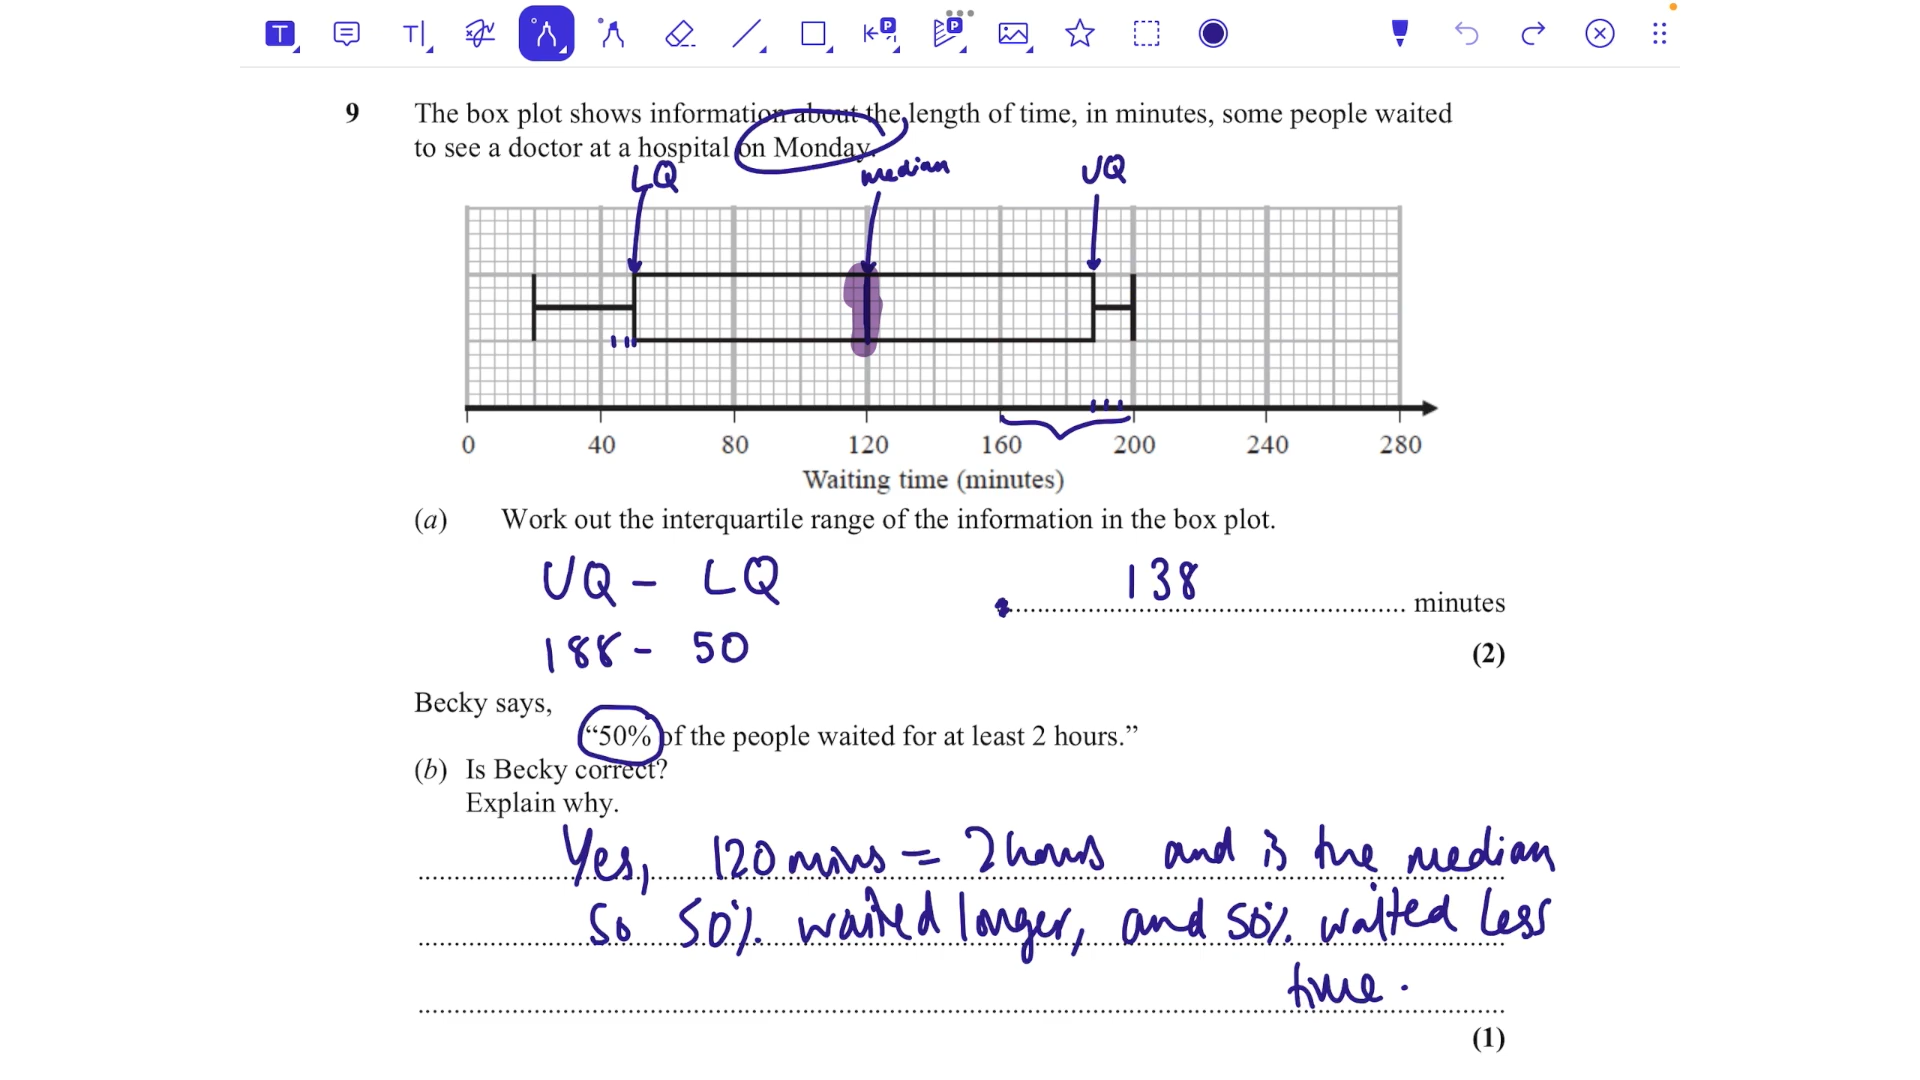 9 The box plot shows information about the length of time, in minutes, some people waited
to see a doctor at a hospital on Monday.
LQ median UQ
0 40 80 120 160 200 240 280
Waiting time (minutes)
(a) Work out the interquartile range of the information in the box plot.
UQ - LQ
138
minutes
188 - 50
(2)
Becky says,
“50% of the people waited for at least 2 hours.”
(b) Is Becky correct?
Explain why.
Yes, 120 mins = 2 hours and is the median
So 50% waited longer, and 50% waited less
time.
(1)